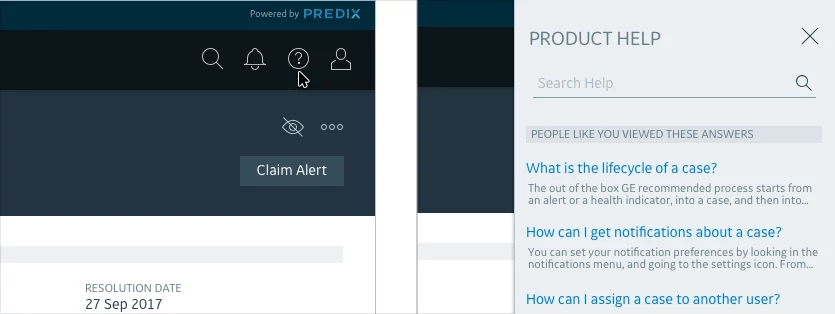 Powered by PREDIX
?
Claim Alert
RESOLUTION DATE
27 Sep 2017
PRODUCT HELP
Search Help
PEOPLE LIKE YOU VIEWED THESE ANSWERS
What is the lifecycle of a case?
The out of the box GE recommended process starts from
an alert or a health indicator, into a case, and then into...
How can I get notifications about a case?
You can set your notification preferences by looking in the
notifications menu, and going to the settings icon. From...
How can I assign a case to another user?